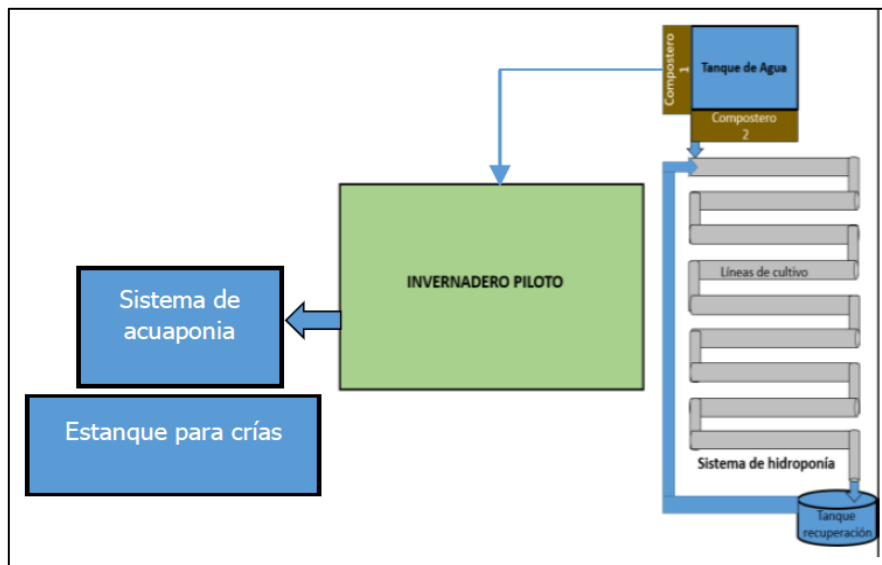 Compostero
1
Tanque de Agua
Compostero
2
INVERNADERO PILOTO
Sistema de
acuaponia
Estanque para crías
Líneas de cultivo
Sistema de hidroponía
Tanque
recuperación